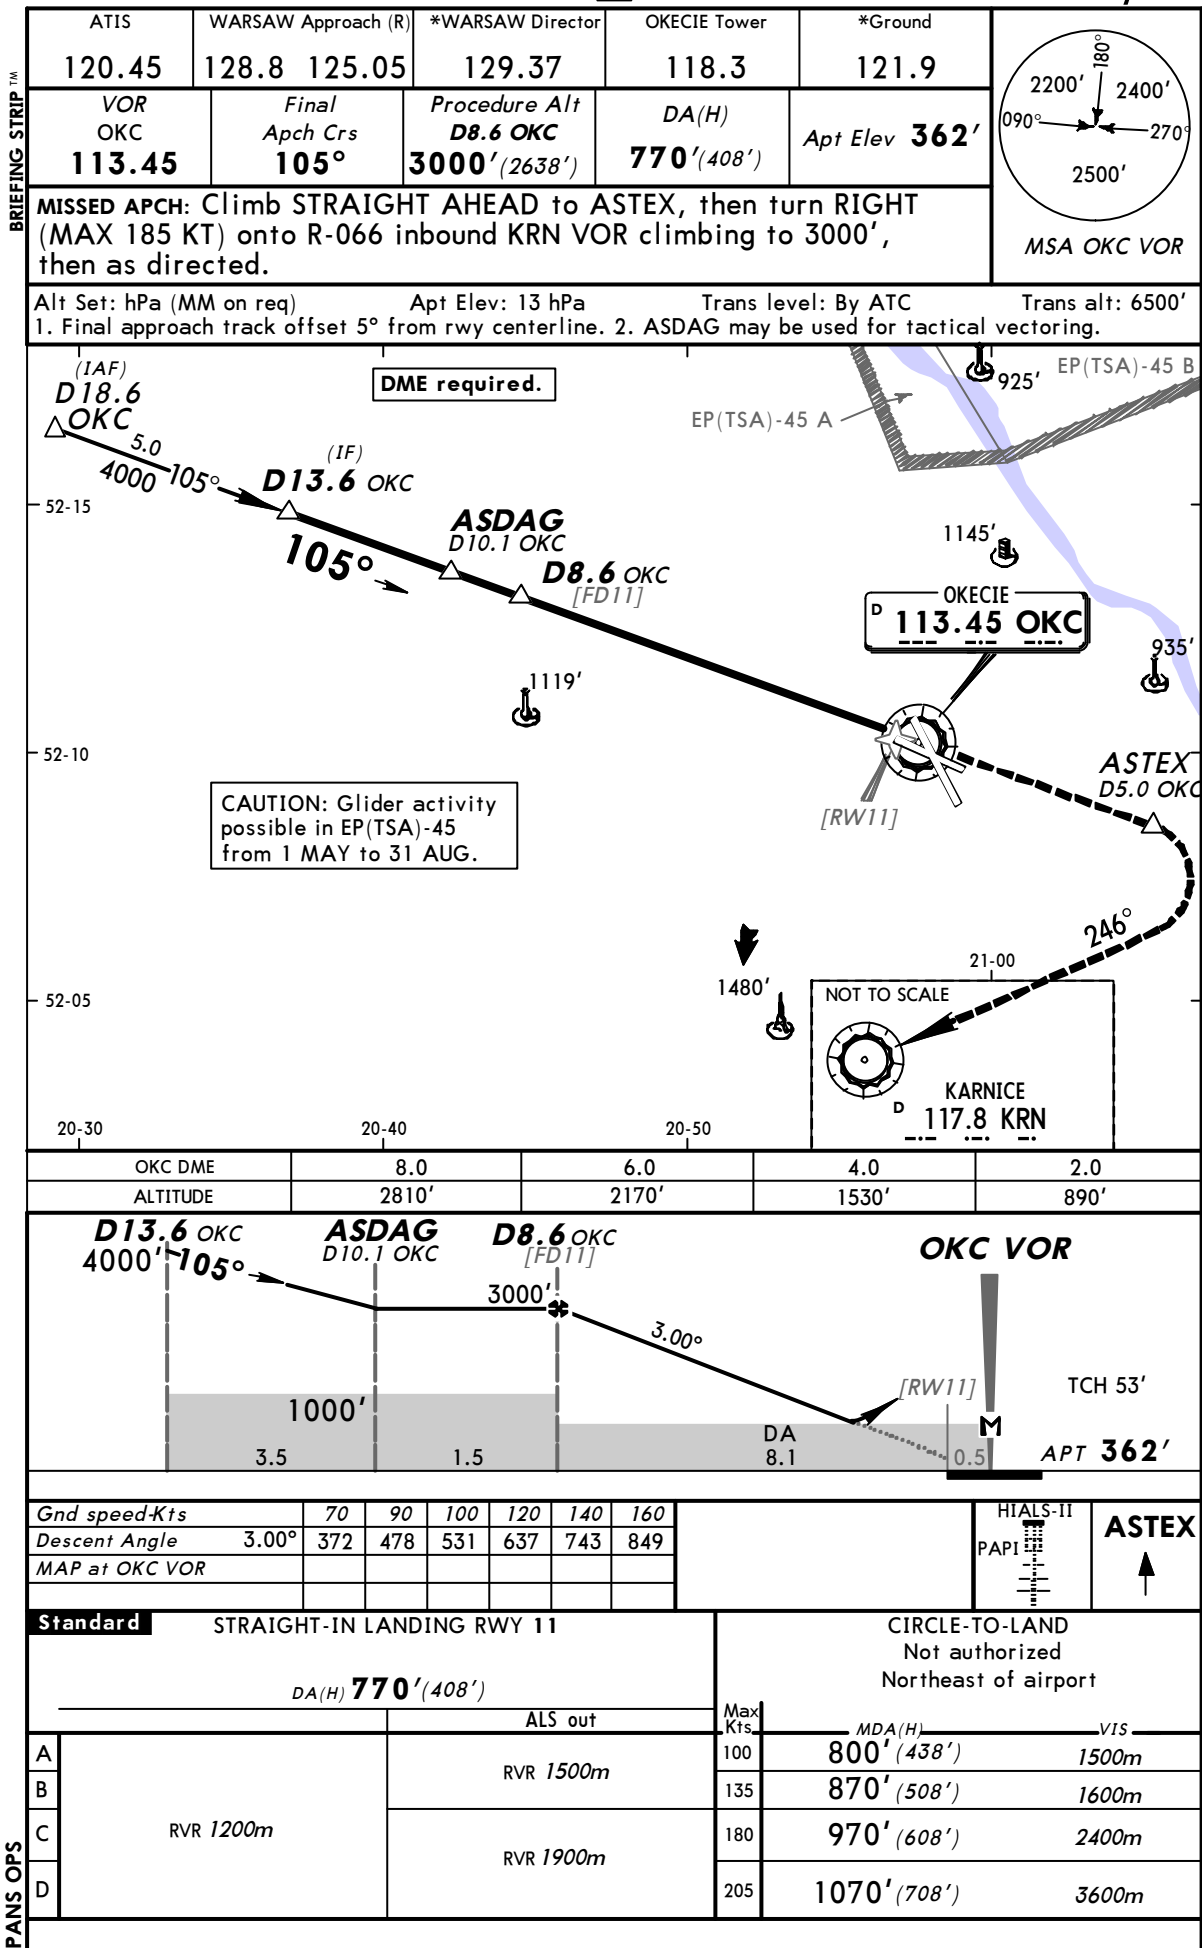 BRIEFING STRIP™
ATIS
120.45
WARSAW Approach (R)
128.8 125.05
*WARSAW Director
129.37
OKECIE Tower
118.3
*Ground
121.9
VOR
OKC
113.45
Final
Apch Crs
105°
Procedure Alt
D8.6 OKC
3000'(2638')
DA(H)
770'(408')
Apt Elev 362'
180°
2200'
2400'
090°
270°
2500'
MSA OKC VOR
MISSED APCH: Climb STRAIGHT AHEAD to ASTEX, then turn RIGHT
(MAX 185 KT) onto R-066 inbound KRN VOR climbing to 3000',
then as directed.
Alt Set: hPa (MM on req) Apt Elev: 13 hPa Trans level: By ATC Trans alt: 6500'
1. Final approach track offset 5° from rwy centerline. 2. ASDAG may be used for tactical vectoring.
(IAF)
D18.6
OKC
DME required.
925'
EP(TSA)-45 B
EP(TSA)-45 A
5.0
4000
105°
(IF)
D13.6 OKC
52-15
ASDAG
D10.1 OKC
105°
D8.6 OKC
[FD11]
1145'
OKECIE
D 113.45 OKC
935'
1119'
52-10
ASTEX
D5.0 OKC
[RW11]
CAUTION: Glider activity
possible in EP(TSA)-45
from 1 MAY to 31 AUG.
246°
21-00
1480'
52-05
NOT TO SCALE
KARNICE
D 117.8 KRN
20-30 20-40 20-50
OKC DME 8.0 6.0 4.0 2.0
ALTITUDE 2810' 2170' 1530' 890'
D13.6 OKC
4000'
105°
ASDAG
D10.1 OKC
D8.6 OKC
[FD11]
OKC VOR
3000'
3.00°
[RW11]
TCH 53'
1000'
M
DA
3.5 1.5 8.1 0.5
APT 362'
Gnd speed-Kts 70 90 100 120 140 160
Descent Angle 3.00° 372 478 531 637 743 849
MAP at OKC VOR
HIALS-II
PAPI
ASTEX
Standard
STRAIGHT-IN LANDING RWY 11
DA(H) 770'(408')
ALS out
A
B
C
D
RVR 1200m
RVR 1500m
RVR 1900m
CIRCLE-TO-LAND
Not authorized
Northeast of airport
Max
Kts MDA(H) VIS
100 800'(438') 1500m
135 870'(508') 1600m
180 970'(608') 2400m
205 1070'(708') 3600m
PANS OPS